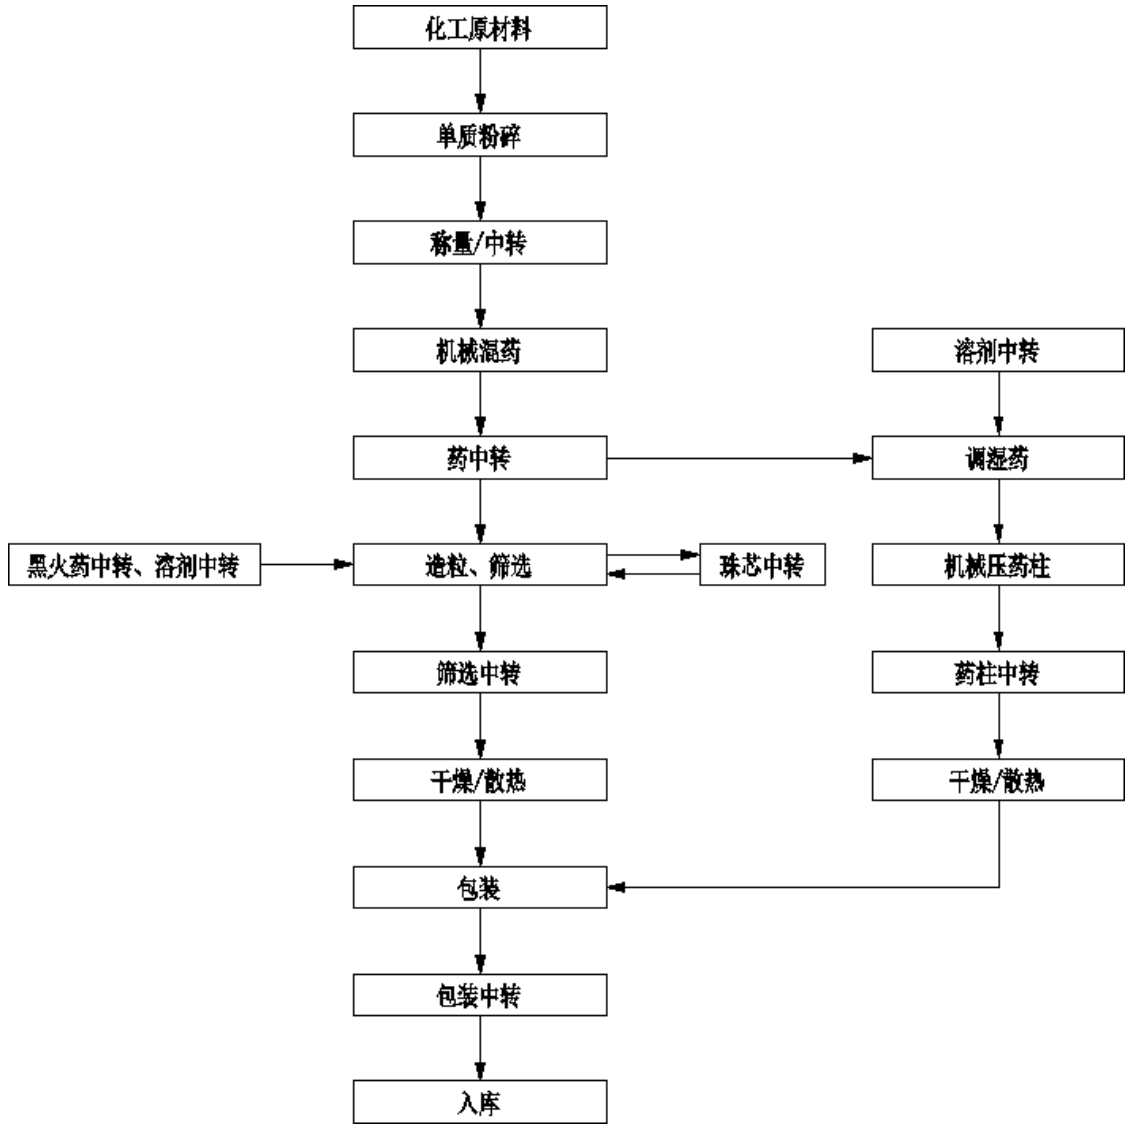 化工原材料
单质粉碎
称量/中转
机械混药
溶剂中转
药中转
调湿药
黑火药中转、溶剂中转
造粒、筛选
珠芯中转
机械压药柱
筛选中转
药柱中转
干燥/散热
干燥/散热
包装
包装中转
入库